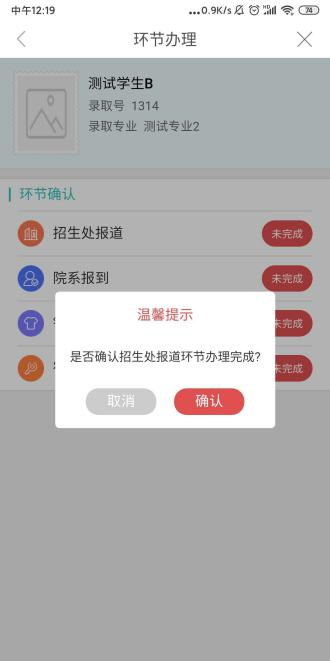 中午12:19
...0.9K/s
74
环节办理
测试学生B
录取号 1314
录取专业 测试专业2
环节确认
招生处报道
未完成
院系报到
未完成
温馨提示
是否确认招生处报道环节办理完成?
未完成
取消
确认
未完成